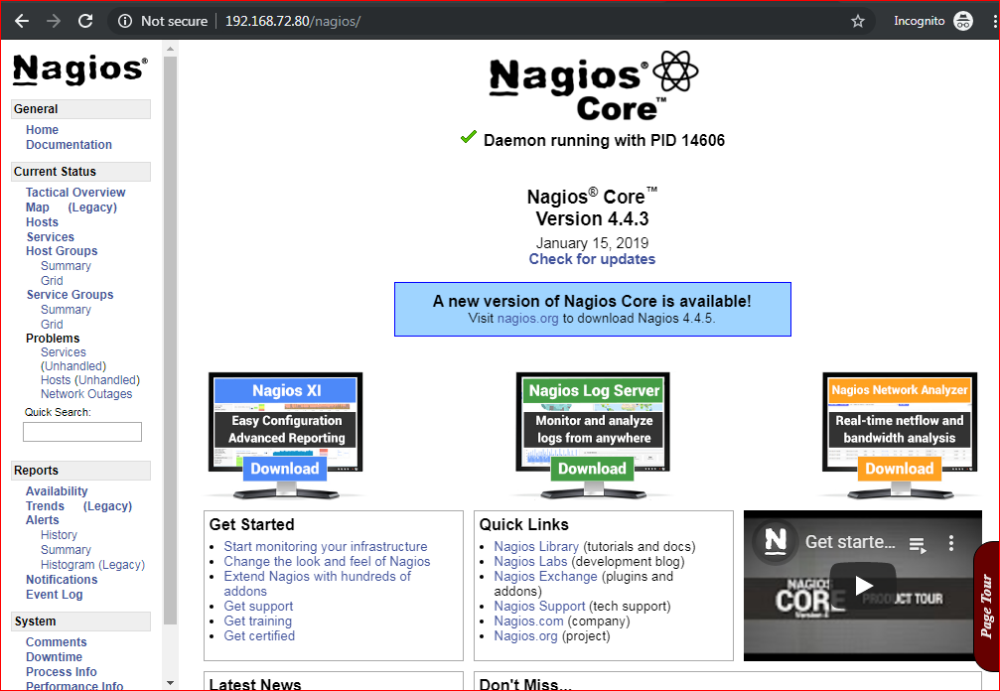 Not secure
192.168.72.80/nagios/
Incognito
Nagios®
General
Home
Documentation
Current Status
Tactical Overview
Map (Legacy)
Hosts
Services
Host Groups
Summary
Grid
Service Groups
Summary
Grid
Problems
Services
(Unhandled)
Hosts (Unhandled)
Network Outages
Quick Search:
Reports
Availability
Trends (Legacy)
Alerts
History
Summary
Histogram (Legacy)
Notifications
Event Log
System
Comments
Downtime
Process Info
Performance Info
Nagios®
Core™
Daemon running with PID 14606
Nagios® Core™
Version 4.4.3
January 15, 2019
Check for updates
A new version of Nagios Core is available!
Visit nagios.org to download Nagios 4.4.5.
Nagios XI
Easy Configuration
Advanced Reporting
Download
Nagios Log Server
Monitor and analyze
logs from anywhere
Download
Nagios Network Analyzer
Real-time netflow and
bandwidth analysis
Download
Get Started
Start monitoring your infrastructure
Change the look and feel of Nagios
Extend Nagios with hundreds of
addons
Get support
Get training
Get certified
Quick Links
Nagios Library (tutorials and docs)
Nagios Labs (development blog)
Nagios Exchange (plugins and
addons)
Nagios Support (tech support)
Nagios.com (company)
Nagios.org (project)
N
Get starte...
NAGIOS
CORE
PRODUCT TOUR
Page Tour
Latest News
Don't Miss...